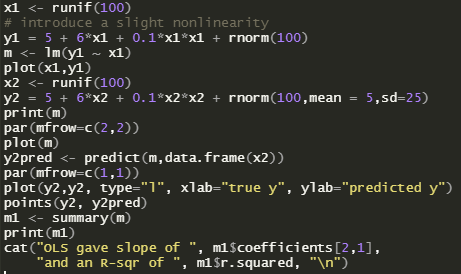 x1 <- runif(100)
# introduce a slight nonlinearity
y1 = 5 + 6*x1 + 0.1*x1*x1 + rnorm(100)
m <- lm(y1 ~ x1)
plot(x1,y1)
x2 <- runif(100)
y2 = 5 + 6*x2 + 0.1*x2*x2 + rnorm(100,mean = 5,sd=25)
print(m)
par(mfrow=c(2,2))
plot(m)
y2pred <- predict(m,data.frame(x2))
par(mfrow=c(1,1))
plot(y2,y2, type="l", xlab="true y", ylab="predicted y")
points(y2, y2pred)
m1 <- summary(m)
print(m1)
cat("OLS gave slope of ", m1$coefficients[2,1],
"and an R-sqr of ", m1$r.squared, "\n")